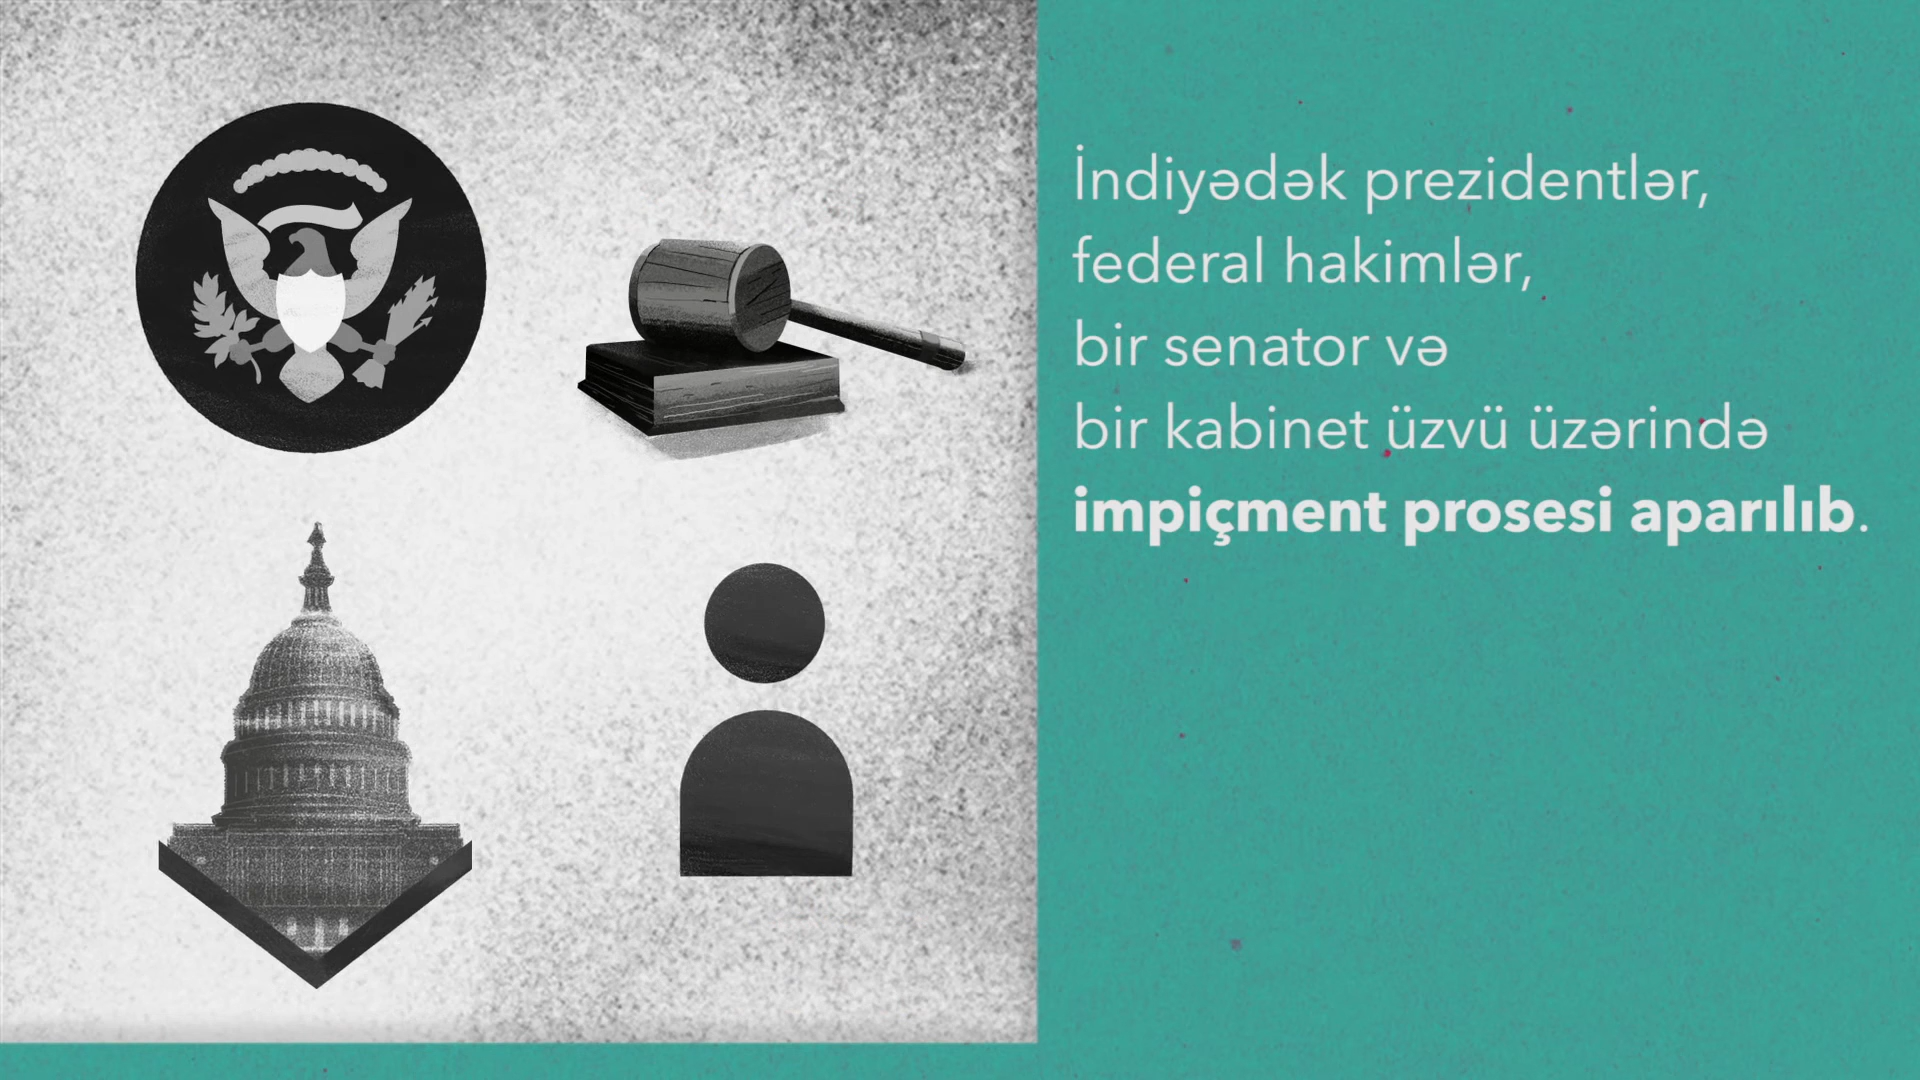 İndiyədək prezidentlər,
federal hakimlər,
bir senator və
bir kabinet üzvü üzərində
impiçment prosesi aparılıb.